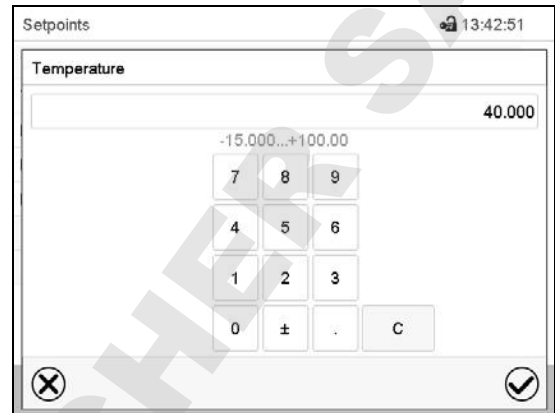 Setpoints 13:42:51
Temperature
40.000
-15.000...+100.00
7 8 9
4 5 6
1 2 3
0 ± . C